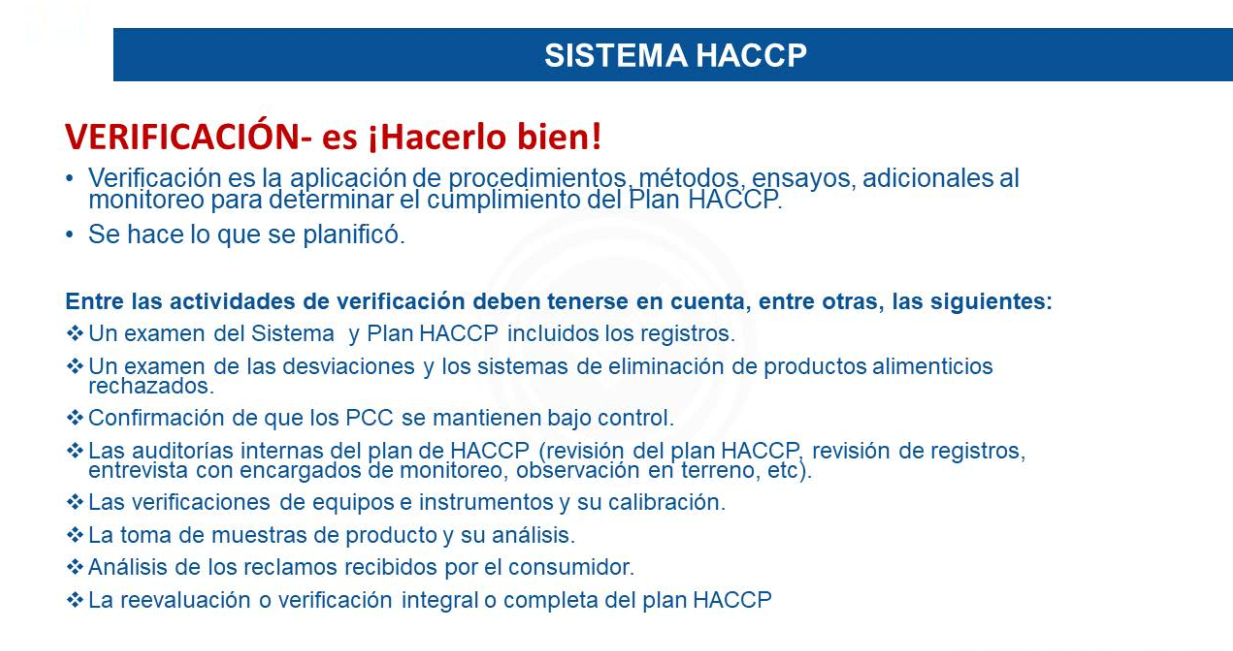 SISTEMA HACCP
VERIFICACIÓN- es ¡Hacerlo bien!
• Verificación es la aplicación de procedimientos, métodos, ensayos, adicionales al
monitoreo para determinar el cumplimiento del Plan HACCP.
• Se hace lo que se planificó.
Entre las actividades de verificación deben tenerse en cuenta, entre otras, las siguientes:
❖ Un examen del Sistema y Plan HACCP incluidos los registros.
❖ Un examen de las desviaciones y los sistemas de eliminación de productos alimenticios
rechazados.
❖ Confirmación de que los PCC se mantienen bajo control.
❖ Las auditorías internas del plan de HACCP (revisión del plan HACCP, revisión de registros,
entrevista con encargados de monitoreo, observación en terreno, etc).
❖ Las verificaciones de equipos e instrumentos y su calibración.
❖ La toma de muestras de producto y su análisis.
❖ Análisis de los reclamos recibidos por el consumidor.
❖ La reevaluación o verificación integral o completa del plan HACCP